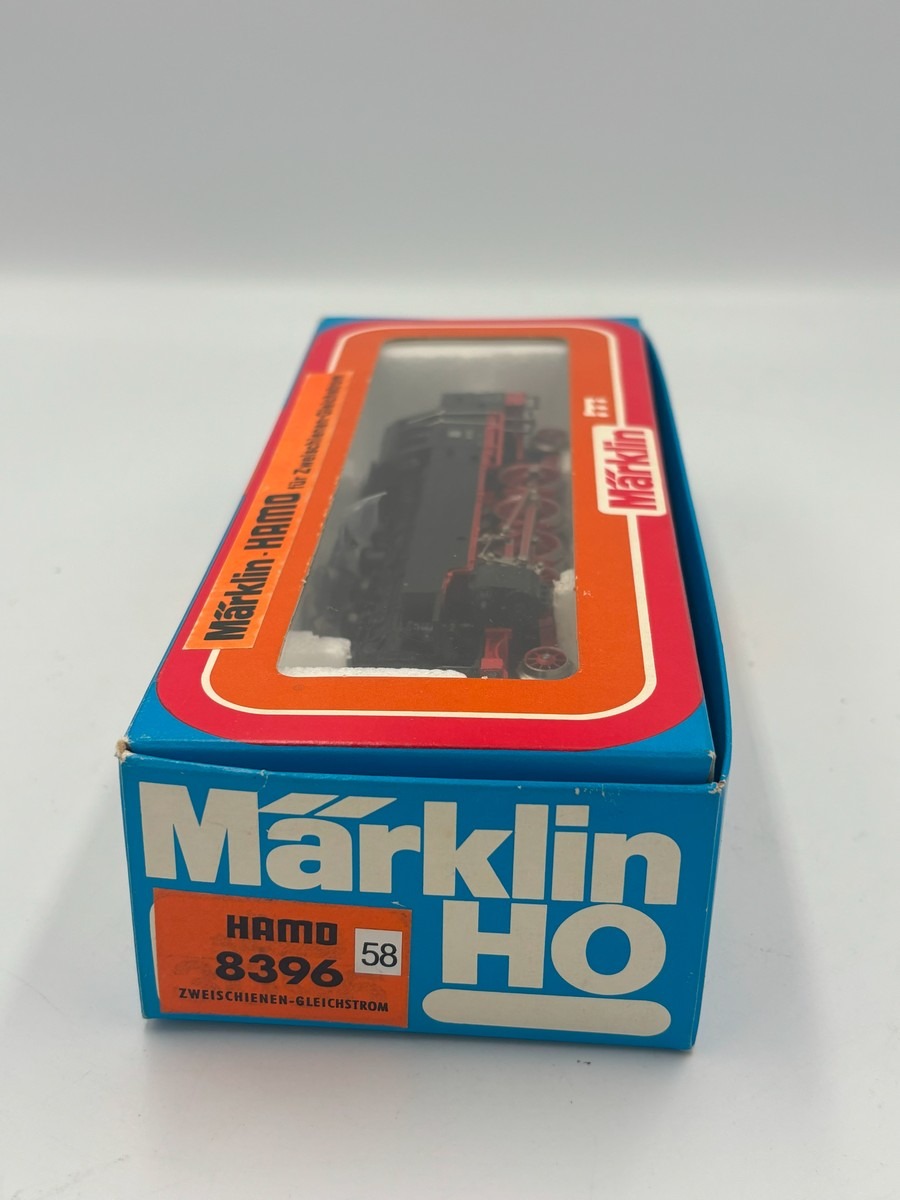 Märklin
Märklin·HAMO für Zweischienen-Gleichstrom
Märklin
HO
HAMO
8396
58
ZWEISCHIENEN-GLEICHSTROM